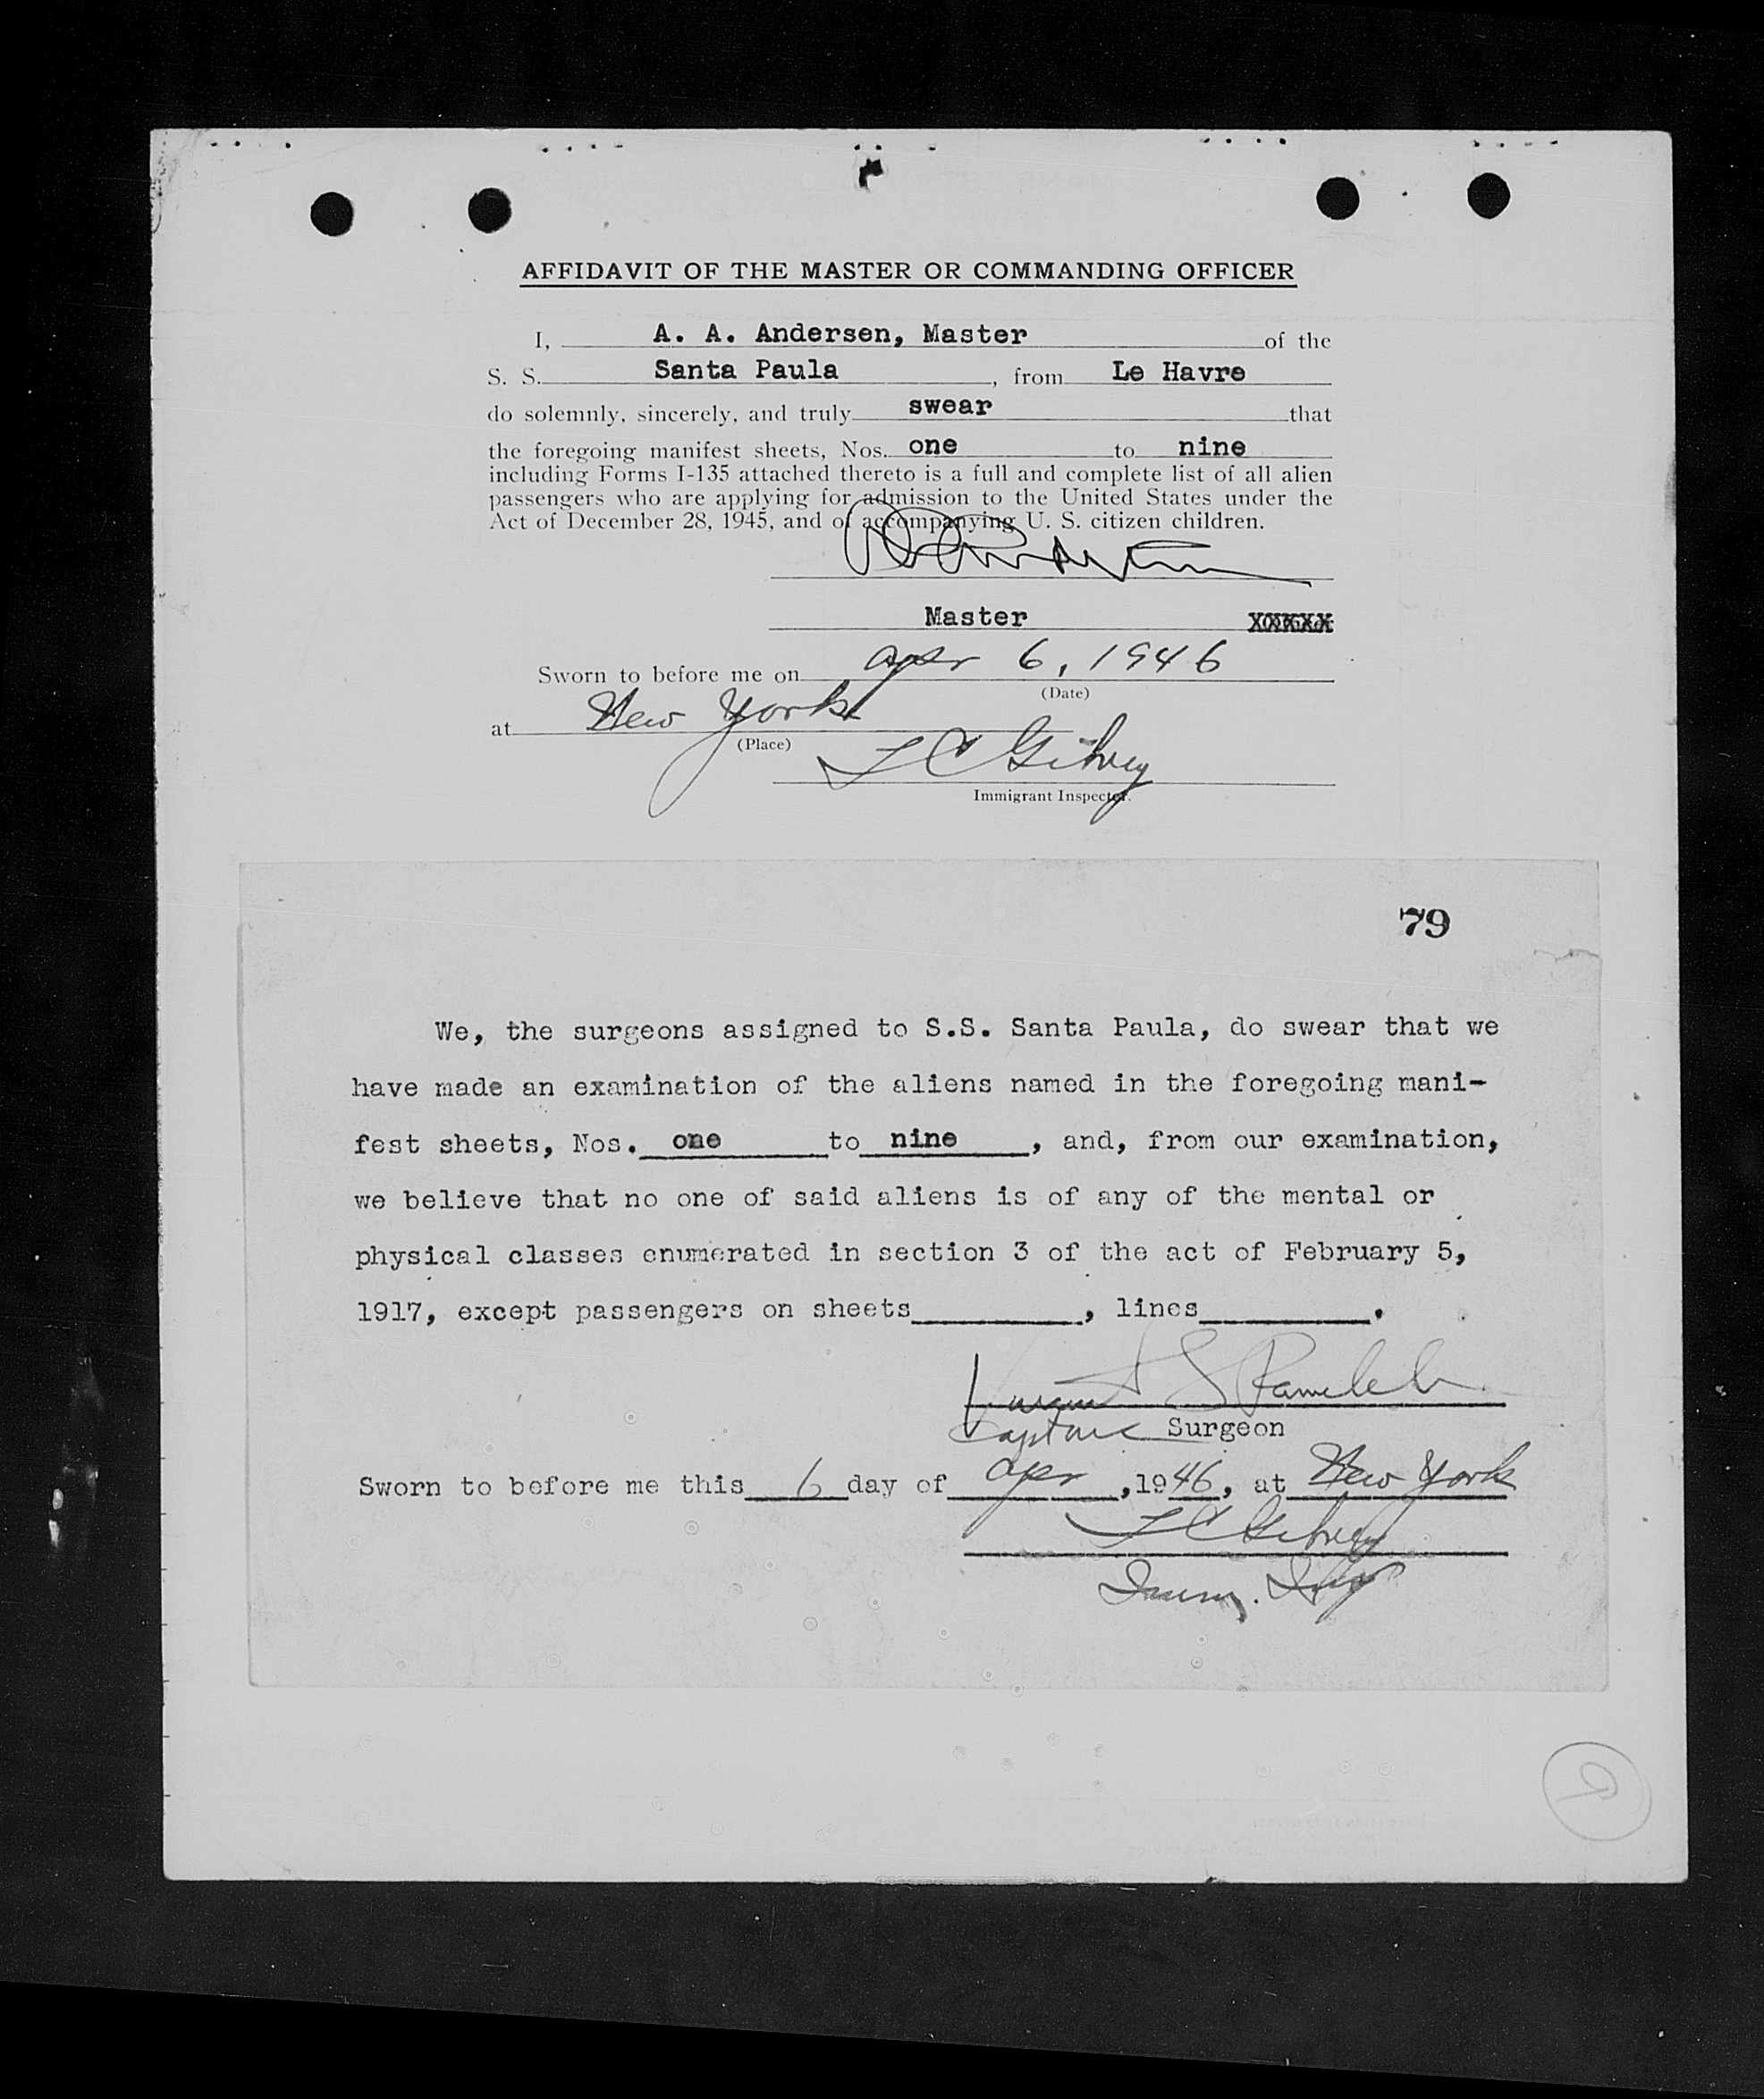 AFFIDAVIT OF THE MASTER OR COMMANDING OFFICER
I, A. A. Andersen, Master of the
S. S. Santa Paula, from Le Havre
do solemnly, sincerely, and truly swear that
the foregoing manifest sheets, Nos. one to nine
including Forms I-135 attached thereto is a full and complete list of all alien
passengers who are applying for admission to the United States under the
Act of December 28, 1945, and of accompanying U. S. citizen children.
Master
Sworn to before me on Apr 6, 1946
(Date)
at New York
(Place)
Immigrant Inspector.
79
We, the surgeons assigned to S.S. Santa Paula, do swear that we
have made an examination of the aliens named in the foregoing mani-
fest sheets, Nos. one to nine, and, from our examination,
we believe that no one of said aliens is of any of the mental or
physical classes enumerated in section 3 of the act of February 5,
1917, except passengers on sheets , lines .
Surgeon
Sworn to before me this 6 day of Apr, 1946, at New York
Imm. Insp